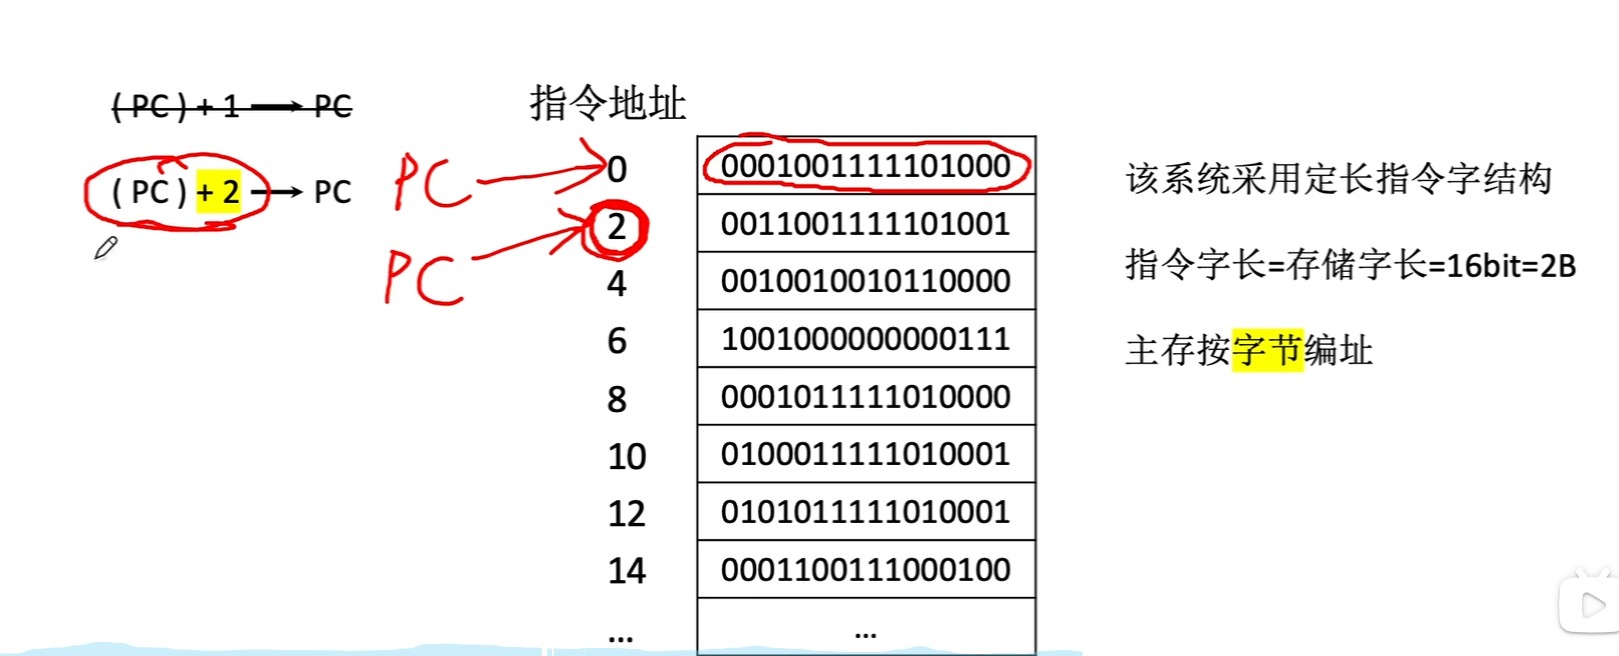 (PC)+1 → PC
(PC)+2 → PC
PC
PC
指令地址
0 0001001111101000
2 0011001111101001
4 0010010010110000
6 1001000000000111
8 0001011111010000
10 0100011111010001
12 0101011111010001
14 0001100111000100
... ...
该系统采用定长指令字结构
指令字长=存储字长=16bit=2B
主存按字节编址